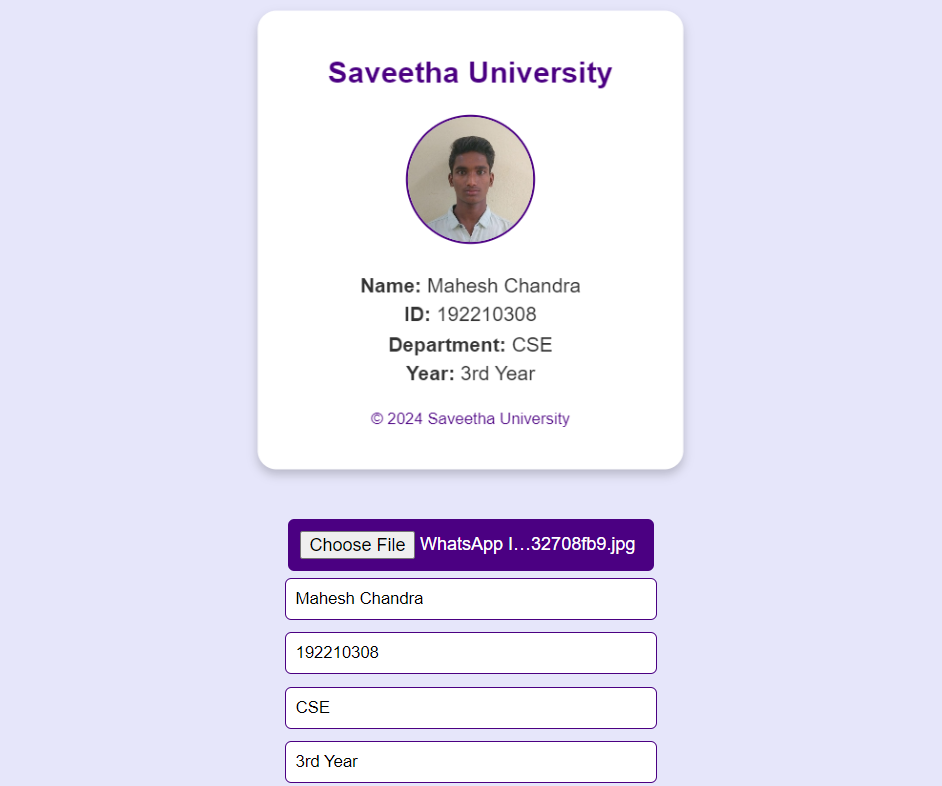 Saveetha University
Name: Mahesh Chandra
ID: 192210308
Department: CSE
Year: 3rd Year
© 2024 Saveetha University
Choose File WhatsApp I...32708fb9.jpg
Mahesh Chandra
192210308
CSE
3rd Year